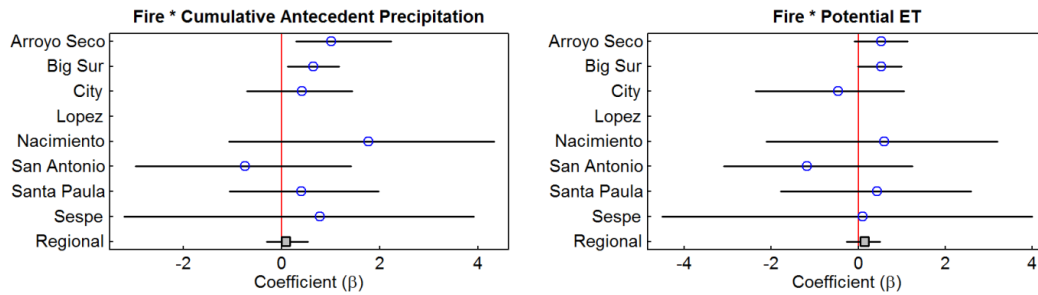 Fire * Cumulative Antecedent Precipitation
Arroyo Seco
Big Sur
City
Lopez
Nacimiento
San Antonio
Santa Paula
Sespe
Regional
-2 0 2 4
Coefficient (β)
Fire * Potential ET
Arroyo Seco
Big Sur
City
Lopez
Nacimiento
San Antonio
Santa Paula
Sespe
Regional
-4 -2 0 2 4
Coefficient (β)